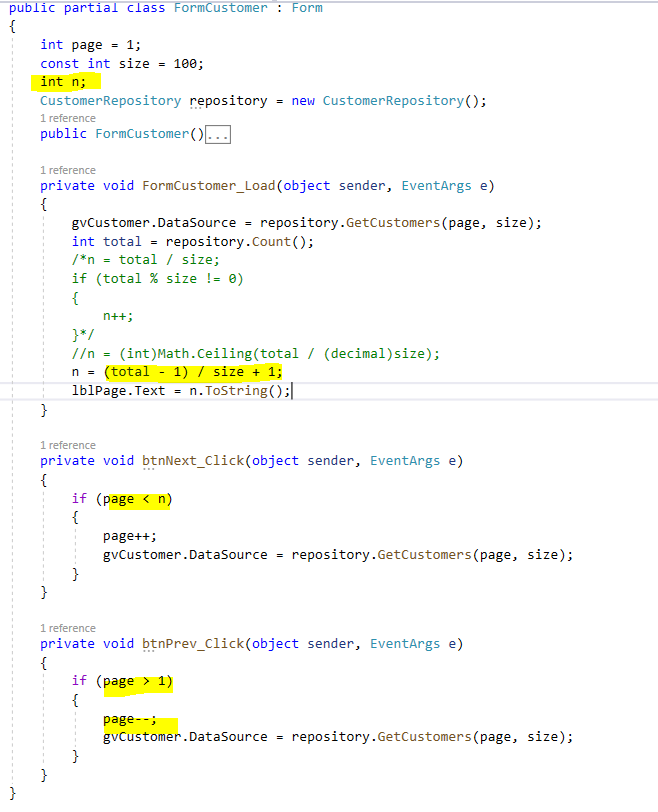 public partial class FormCustomer : Form
{
int page = 1;
const int size = 100;
int n;
CustomerRepository repository = new CustomerRepository();
1 reference
public FormCustomer()...
1 reference
private void FormCustomer_Load(object sender, EventArgs e)
{
gvCustomer.DataSource = repository.GetCustomers(page, size);
int total = repository.Count();
/*n = total / size;
if (total % size != 0)
{
n++;
}*/
//n = (int)Math.Ceiling(total / (decimal)size);
n = (total - 1) / size + 1;
lblPage.Text = n.ToString();
}
1 reference
private void btnNext_Click(object sender, EventArgs e)
{
if (page < n)
{
page++;
gvCustomer.DataSource = repository.GetCustomers(page, size);
}
}
1 reference
private void btnPrev_Click(object sender, EventArgs e)
{
if (page > 1)
{
page--;
gvCustomer.DataSource = repository.GetCustomers(page, size);
}
}
}